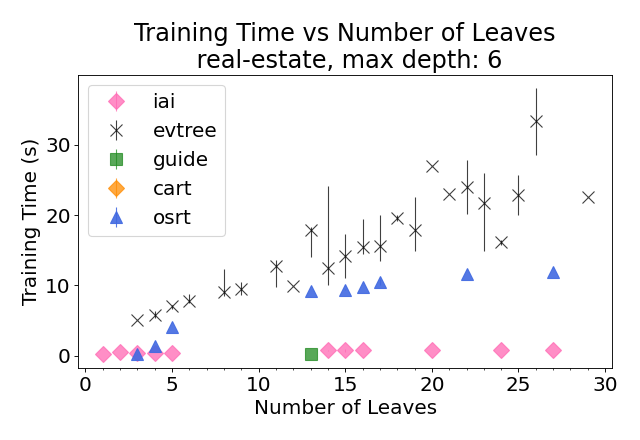 Training Time vs Number of Leaves
real-estate, max depth: 6
iai
evtree
guide
cart
osrt
Training Time (s)
30
20
10
0
0 5 10 15 20 25 30
Number of Leaves